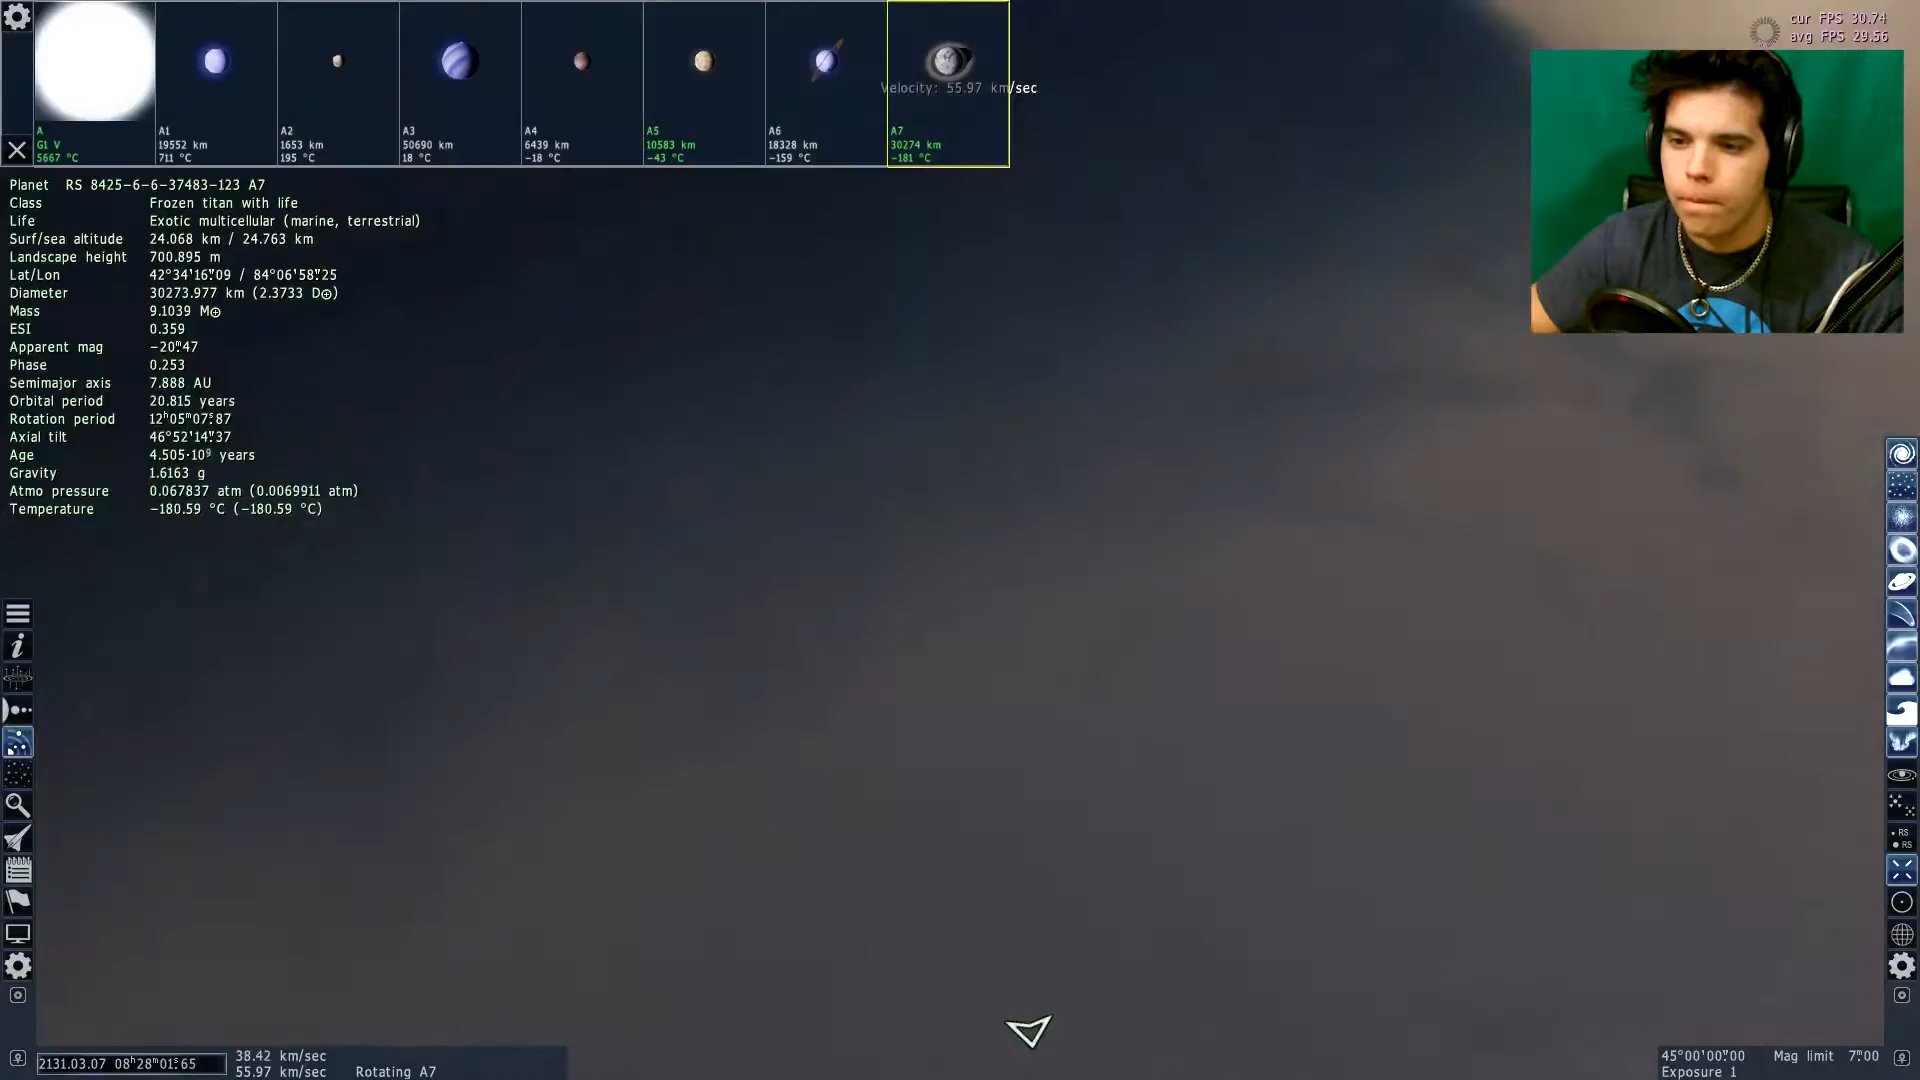 cur FPS 30.74
avg FPS 29.56
Velocity: 55.97 km/sec
A
G1 V
5667 °C
A1
19552 km
711 °C
A2
1653 km
195 °C
A3
50690 km
18 °C
A4
6439 km
-18 °C
A5
10583 km
-43 °C
A6
18328 km
-159 °C
A7
30274 km
-181 °C
Planet RS 8425-6-6-37483-123 A7
Class Frozen titan with life
Life Exotic multicellular (marine, terrestrial)
Surf/sea altitude 24.068 km / 24.763 km
Landscape height 700.895 m
Lat/Lon 42°34'16"09 / 84°06'58"25
Diameter 30273.977 km (2.3733 D⊕)
Mass 9.1039 M⊕
ESI 0.359
Apparent mag -20ᵐ47
Phase 0.253
Semimajor axis 7.888 AU
Orbital period 20.815 years
Rotation period 12ʰ05ᵐ07ˢ87
Axial tilt 46°52'14"37
Age 4.505·10⁹ years
Gravity 1.6163 g
Atmo pressure 0.067837 atm (0.0069911 atm)
Temperature -180.59 °C (-180.59 °C)
RS
RS
2131.03.07 08ʰ28ᵐ01ˢ65
38.42 km/sec
55.97 km/sec Rotating A7
45°00'00"00 Mag limit 7ᵐ00
Exposure 1